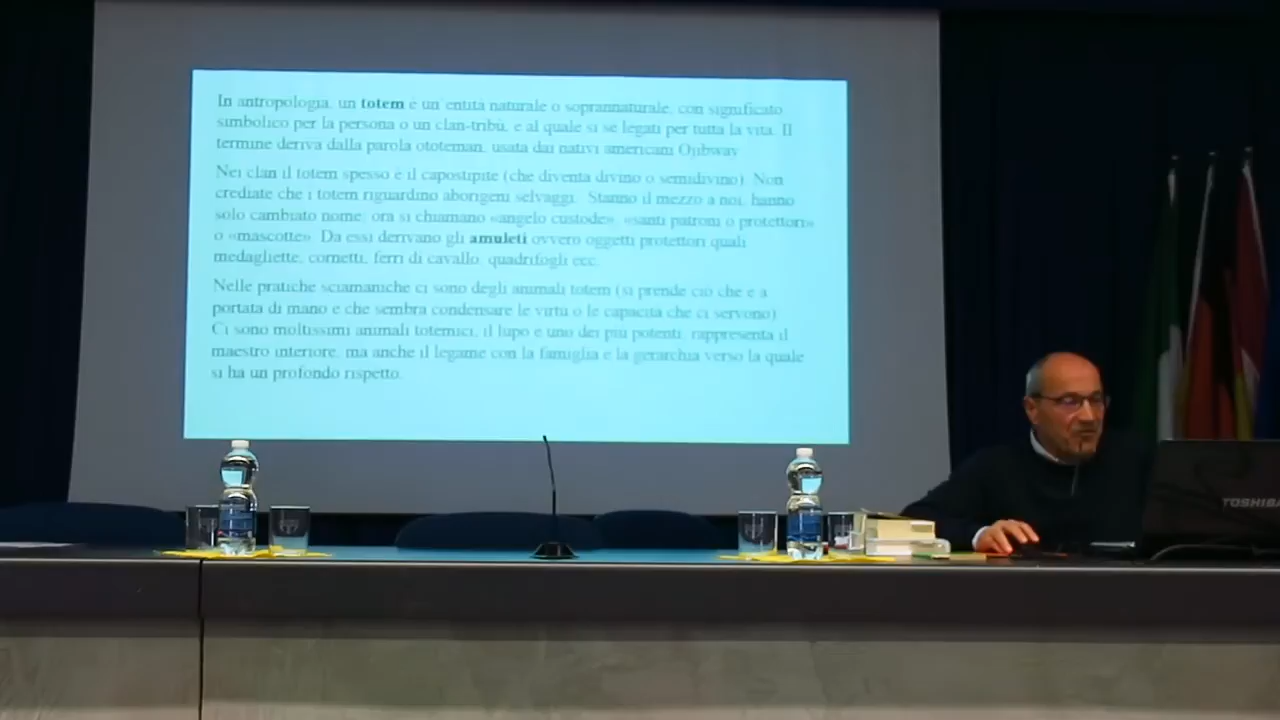 In antropologia, un totem è un entità naturale o soprannaturale, con significato
simbolico per la persona o un clan-tribù, e al quale si se legati per tutta la vita. Il
termine deriva dalla parola ototeman, usata dai nativi americani Ojibway
Nei clan il totem spesso è il capostipite (che diventa divino o semidivino). Non
crediate che i totem riguardino aborigeni selvaggi. Stanno il mezzo a noi, hanno
solo cambiato nome; ora si chiamano «angelo custode», «santi patroni o protettori»
o «mascotte». Da essi derivano gli amuleti ovvero oggetti protettori quali
medagliette, cornetti, ferri di cavallo, quadrifogli ecc.
Nelle pratiche sciamaniche ci sono degli animali totem (si prende ciò che è a
portata di mano e che sembra condensare le virtù o le capacità che ci servono)
Ci sono moltissimi animali totemici, il lupo è uno dei più potenti, rappresenta il
maestro interiore, ma anche il legame con la famiglia e la gerarchia verso la quale
si ha un profondo rispetto.
TOSHIBA